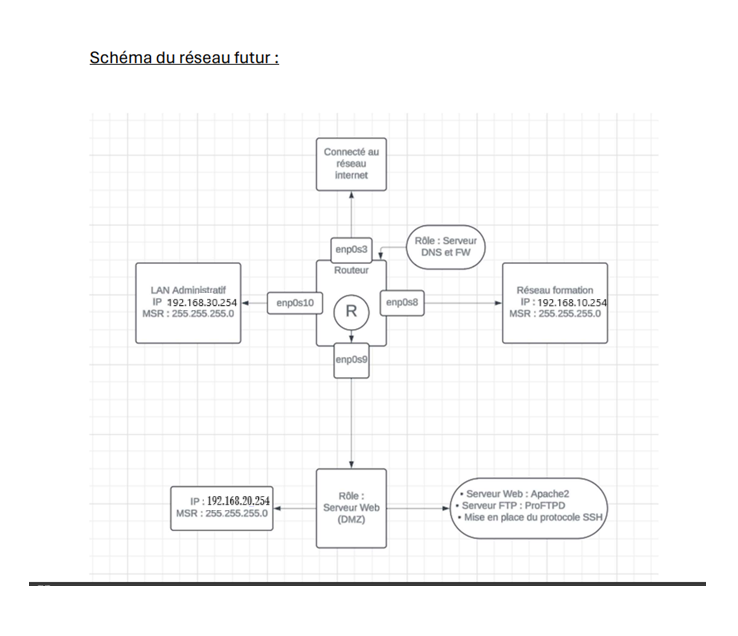 Schéma du réseau futur :
Connecté au
réseau
internet
enp0s3
Rôle : Serveur
DNS et FW
Routeur
LAN Administratif
IP 192.168.30.254
MSR : 255.255.255.0
enp0s10
R
enp0s8
Réseau formation
IP : 192.168.10.254
MSR : 255.255.255.0
enp0s9
IP : 192.168.20.254
MSR : 255.255.255.0
Rôle :
Serveur Web
(DMZ)
• Serveur Web : Apache2
• Serveur FTP : ProFTPD
• Mise en place du protocole SSH